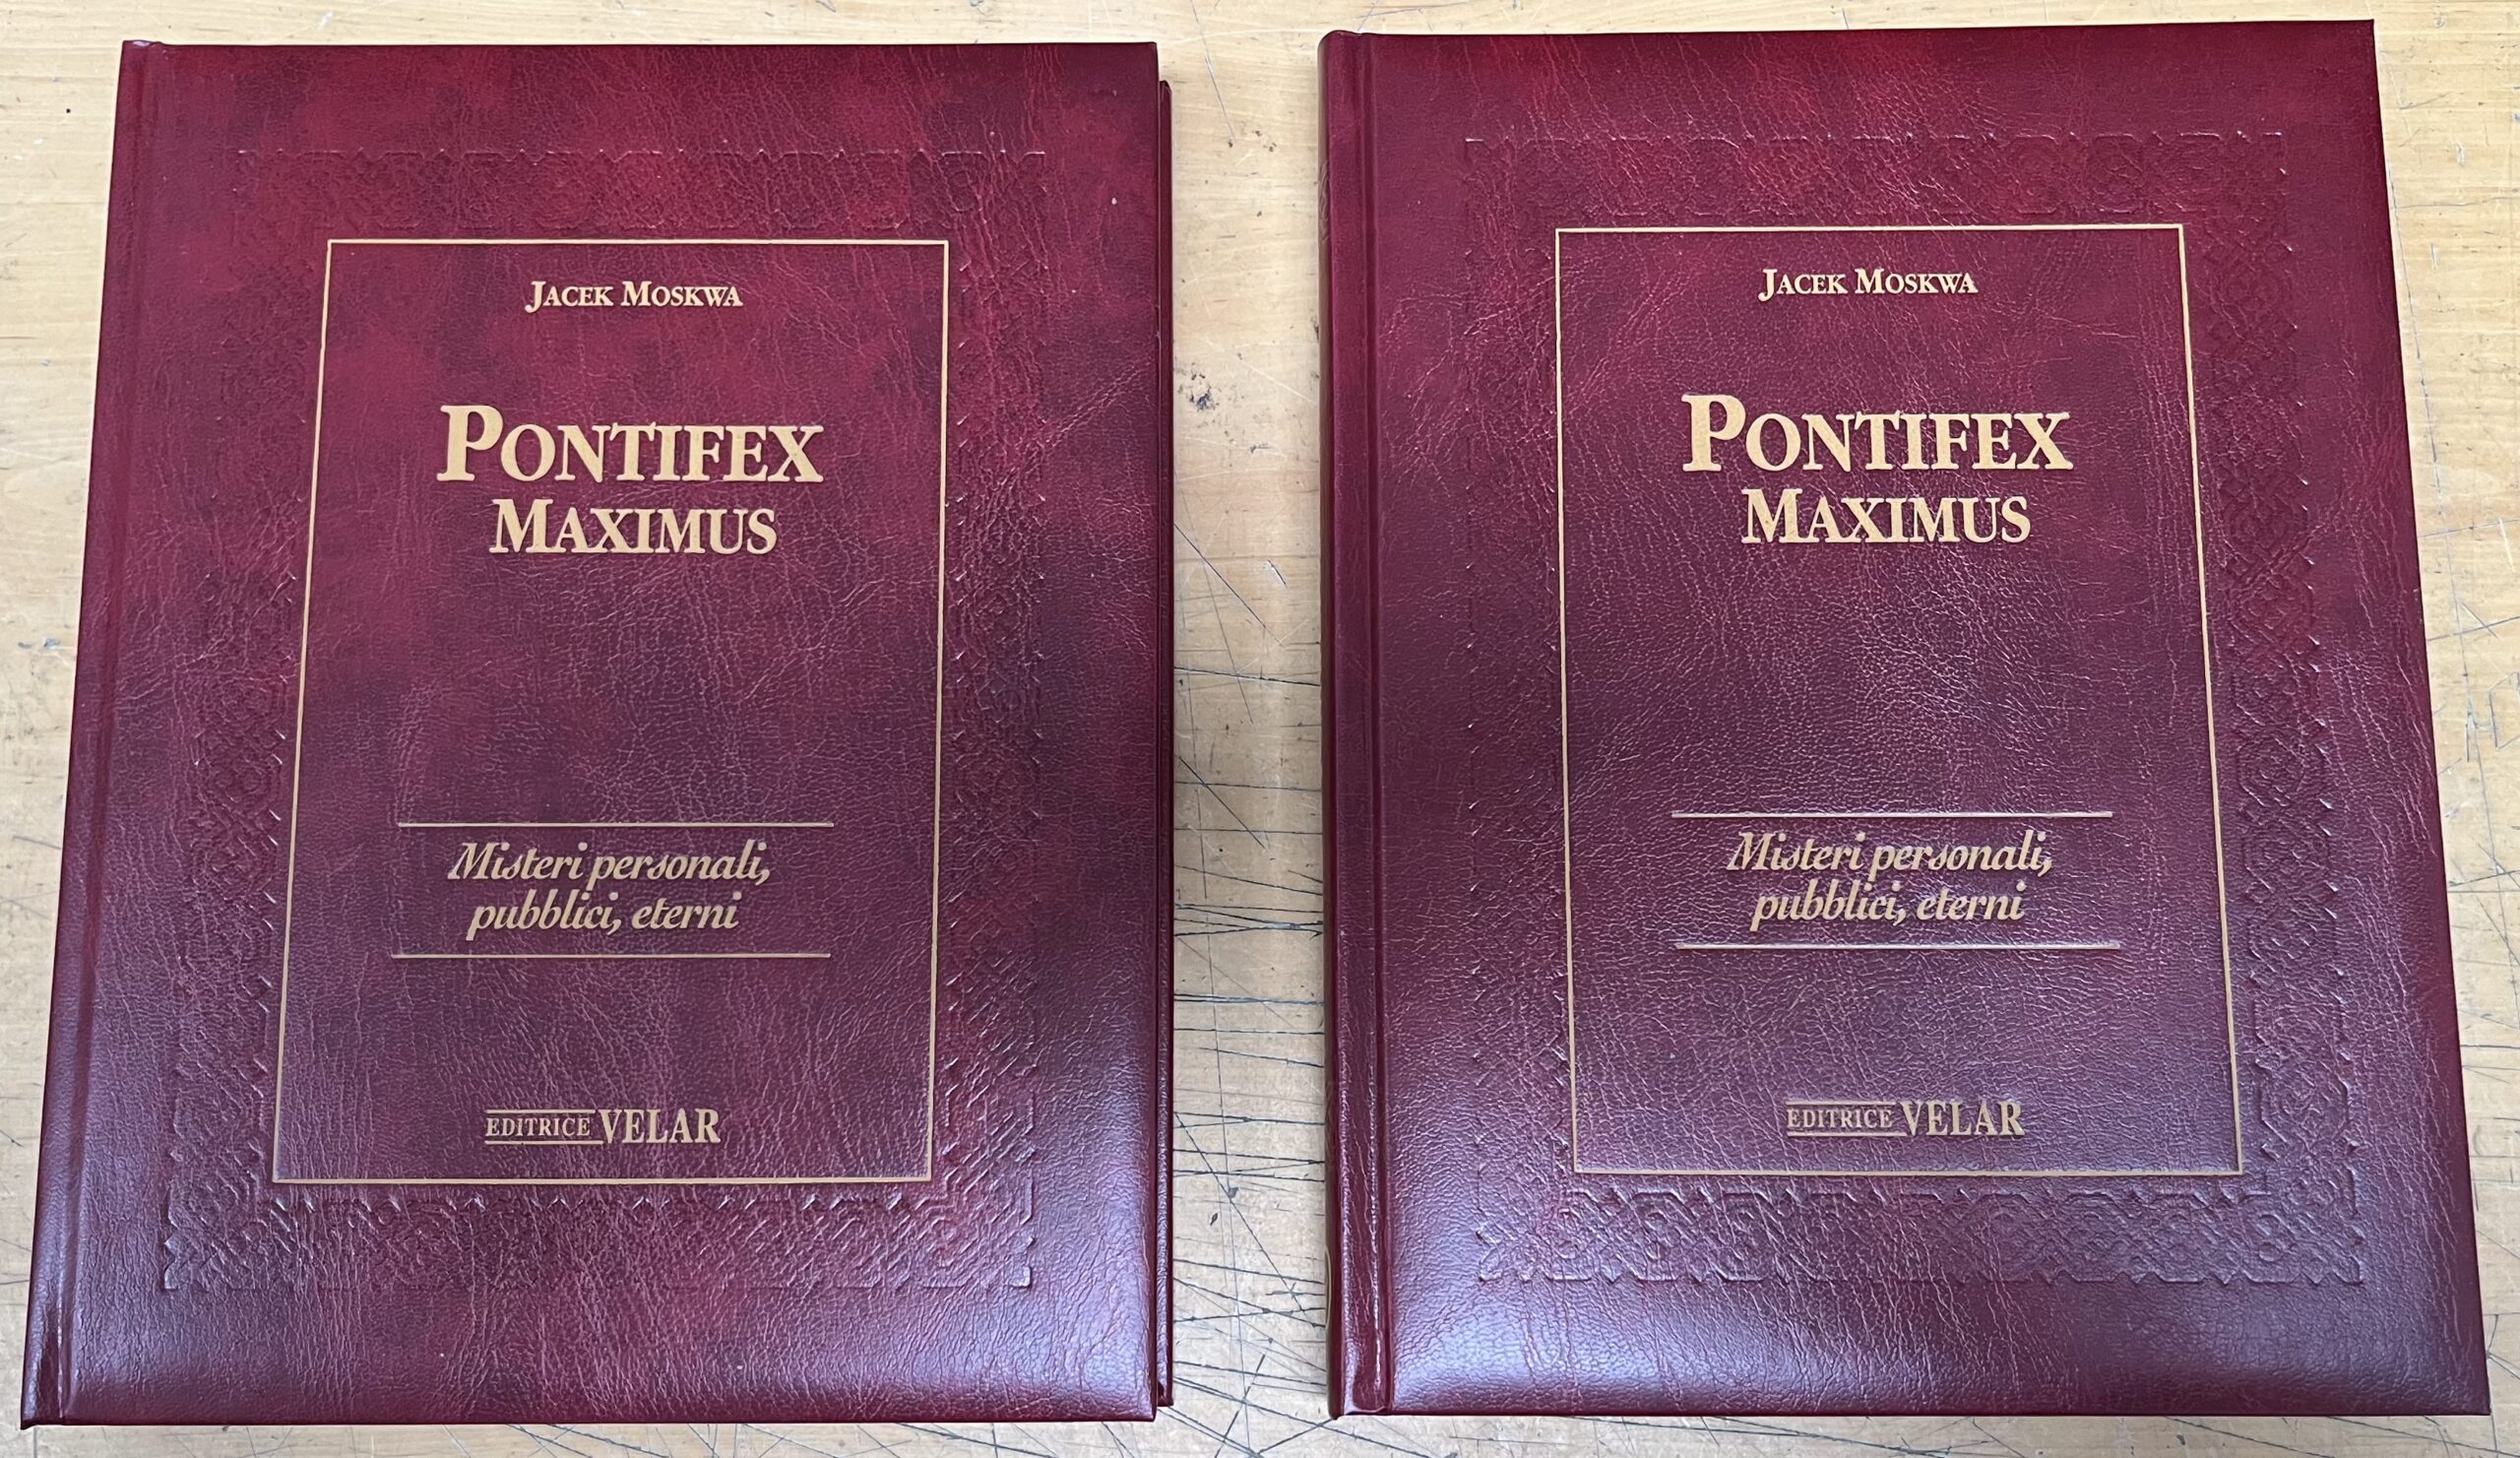 JACEK MOSKWA
PONTIFEX
MAXIMUS
Misteri personali,
pubblici, eterni
EDITRICE VELAR
JACEK MOSKWA
PONTIFEX
MAXIMUS
Misteri personali,
pubblici, eterni
EDITRICE VELAR